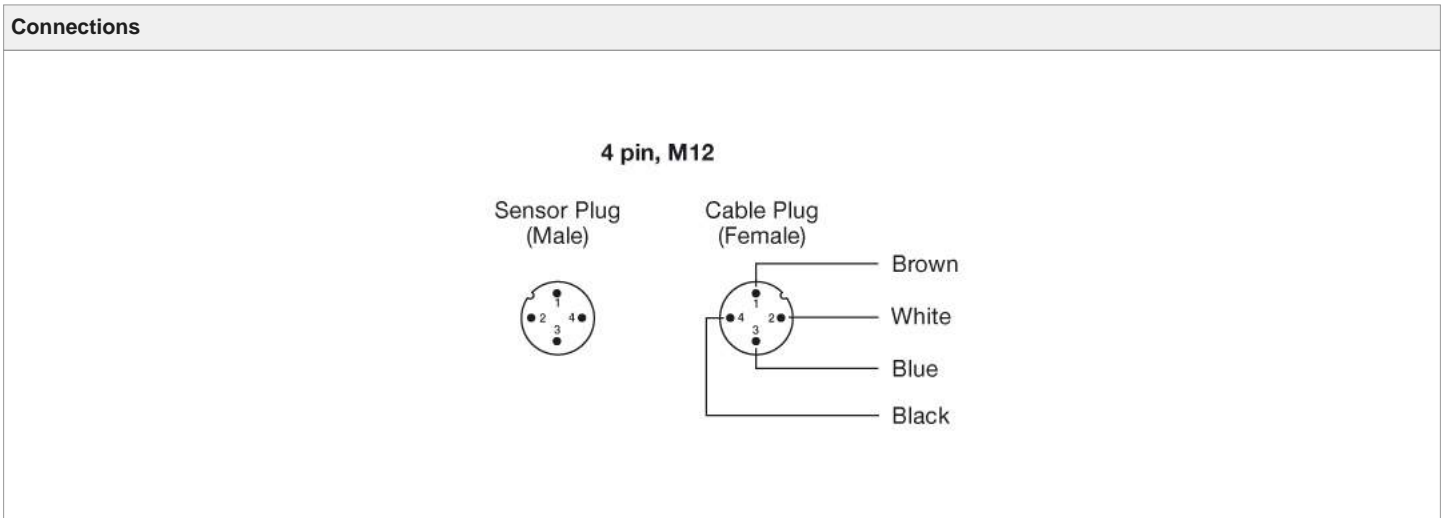 Connections
4 pin, M12
Sensor Plug
(Male)
Cable Plug
(Female)
1
2 4
3
1
4 2
3
Brown
White
Blue
Black